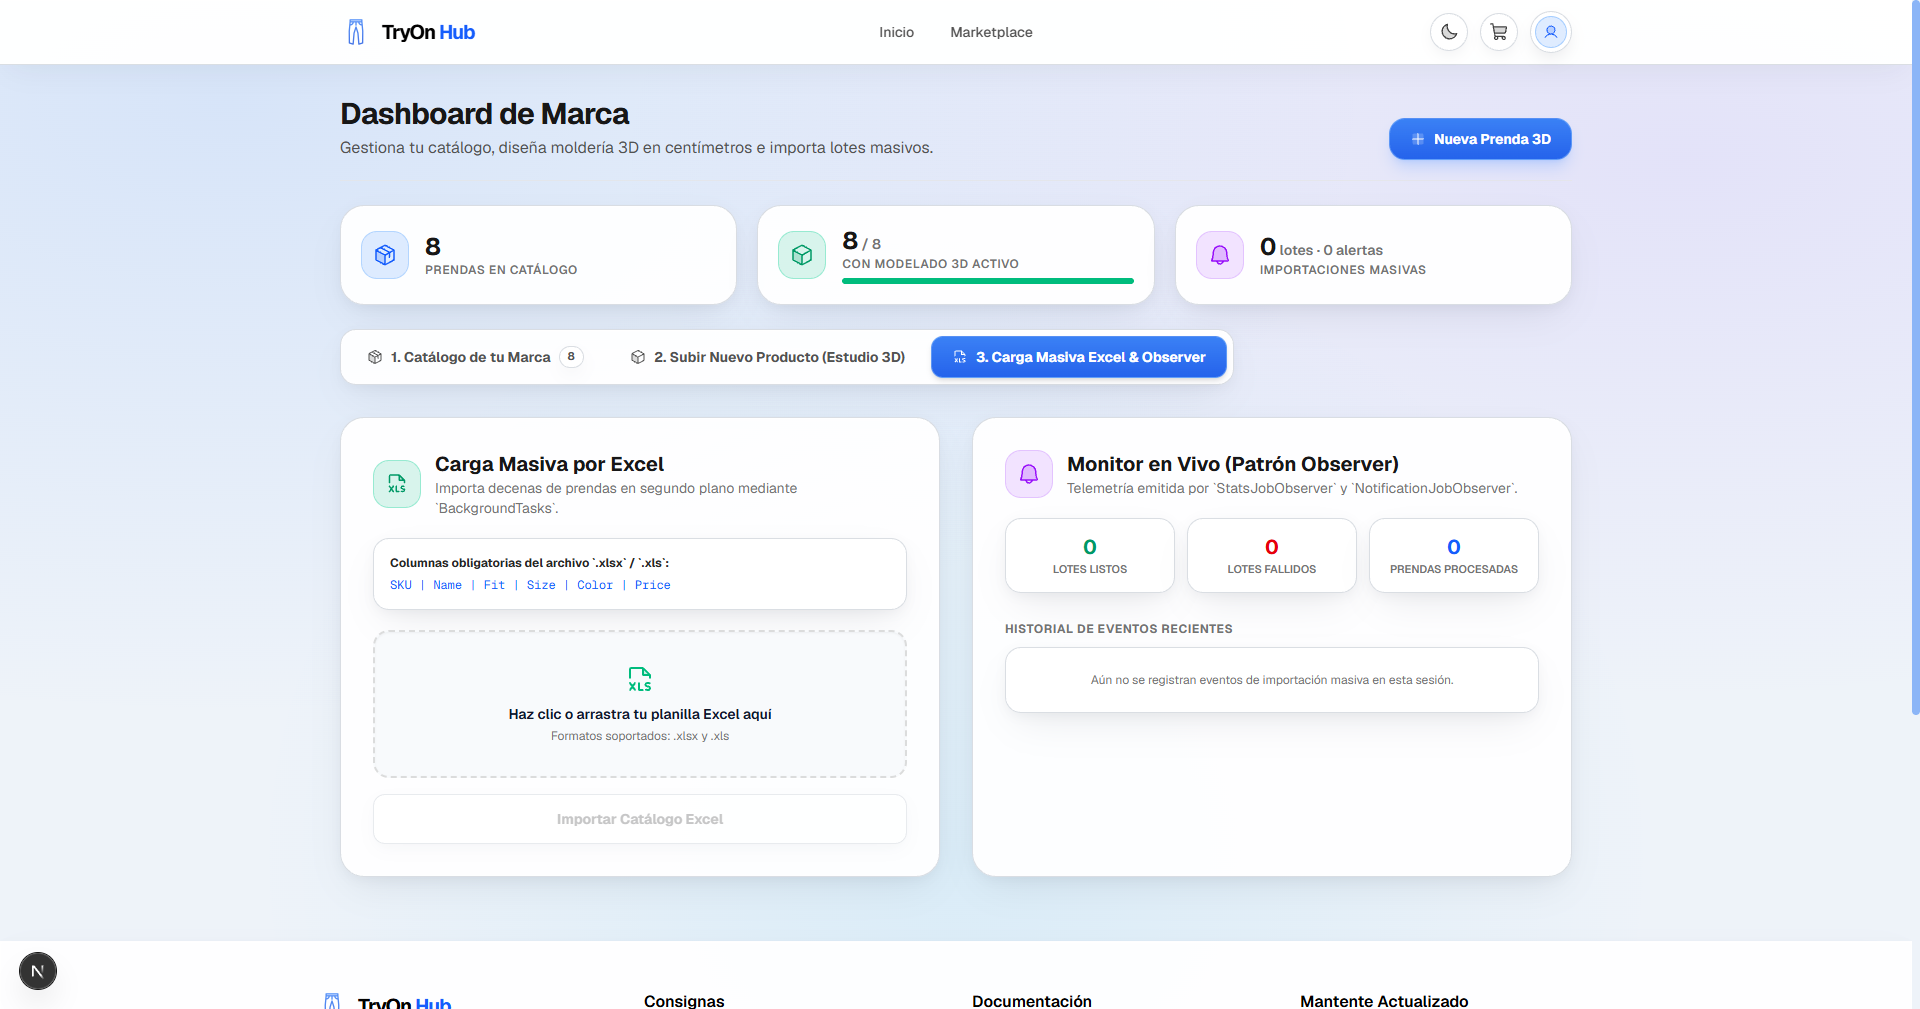 TryOn Hub
Inicio
Marketplace
Dashboard de Marca
Gestiona tu catálogo, diseña moldería 3D en centímetros e importa lotes masivos.
Nueva Prenda 3D
8
PRENDAS EN CATÁLOGO
8 / 8
CON MODELADO 3D ACTIVO
0 lotes · 0 alertas
IMPORTACIONES MASIVAS
1. Catálogo de tu Marca 8
2. Subir Nuevo Producto (Estudio 3D)
XLS 3. Carga Masiva Excel & Observer
XLS
Carga Masiva por Excel
Importa decenas de prendas en segundo plano mediante
`BackgroundTasks`.
Columnas obligatorias del archivo `.xlsx` / `.xls`:
SKU | Name | Fit | Size | Color | Price
XLS
Haz clic o arrastra tu planilla Excel aquí
Formatos soportados: .xlsx y .xls
Importar Catálogo Excel
Monitor en Vivo (Patrón Observer)
Telemetría emitida por `StatsJobObserver` y `NotificationJobObserver`.
0
LOTES LISTOS
0
LOTES FALLIDOS
0
PRENDAS PROCESADAS
HISTORIAL DE EVENTOS RECIENTES
Aún no se registran eventos de importación masiva en esta sesión.
N
TryOn Hub
Consignas
Documentación
Mantente Actualizado